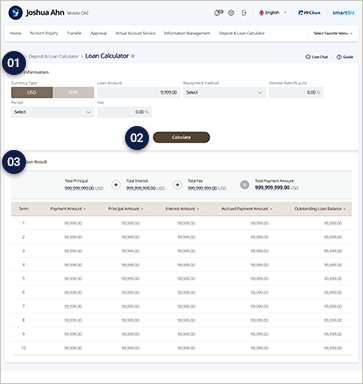 Joshua Ahn Mobile C&C
English PPCBank smartBiz
Home Account Inquiry Transfer Approval Virtual Account Service Information Management Deposit & Loan Calculator Select Favorite Menu
Deposit & Loan Calculator > Loan Calculator ★ Live Chat Guide
01 Information
Currency Type Loan Amount Repayment method Interest Rate (% p.m)
USD KHR 9,999.00 Select 0.00 %
Period Fee
Select 0.00 %
02 Calculate
03 on Result
Total Principal Total Interest Total Fee Total Payment Amount
999,999,999.00 USD + 999,999,999.00 USD + 999,999,999.00 USD = 999,999,999.00 USD
Term Payment Amount Principal Amount Interest Amount Accrued Payment Amount Outstanding Loan Balance
1 99,999.00 99,999.00 99,999.00 99,999.00 99,999.00
2 99,999.00 99,999.00 99,999.00 99,999.00 99,999.00
3 99,999.00 99,999.00 99,999.00 99,999.00 99,999.00
4 99,999.00 99,999.00 99,999.00 99,999.00 99,999.00
5 99,999.00 99,999.00 99,999.00 99,999.00 99,999.00
6 99,999.00 99,999.00 99,999.00 99,999.00 99,999.00
7 99,999.00 99,999.00 99,999.00 99,999.00 99,999.00
8 99,999.00 99,999.00 99,999.00 99,999.00 99,999.00
9 99,999.00 99,999.00 99,999.00 99,999.00 99,999.00
10 99,999.00 99,999.00 99,999.00 99,999.00 99,999.00